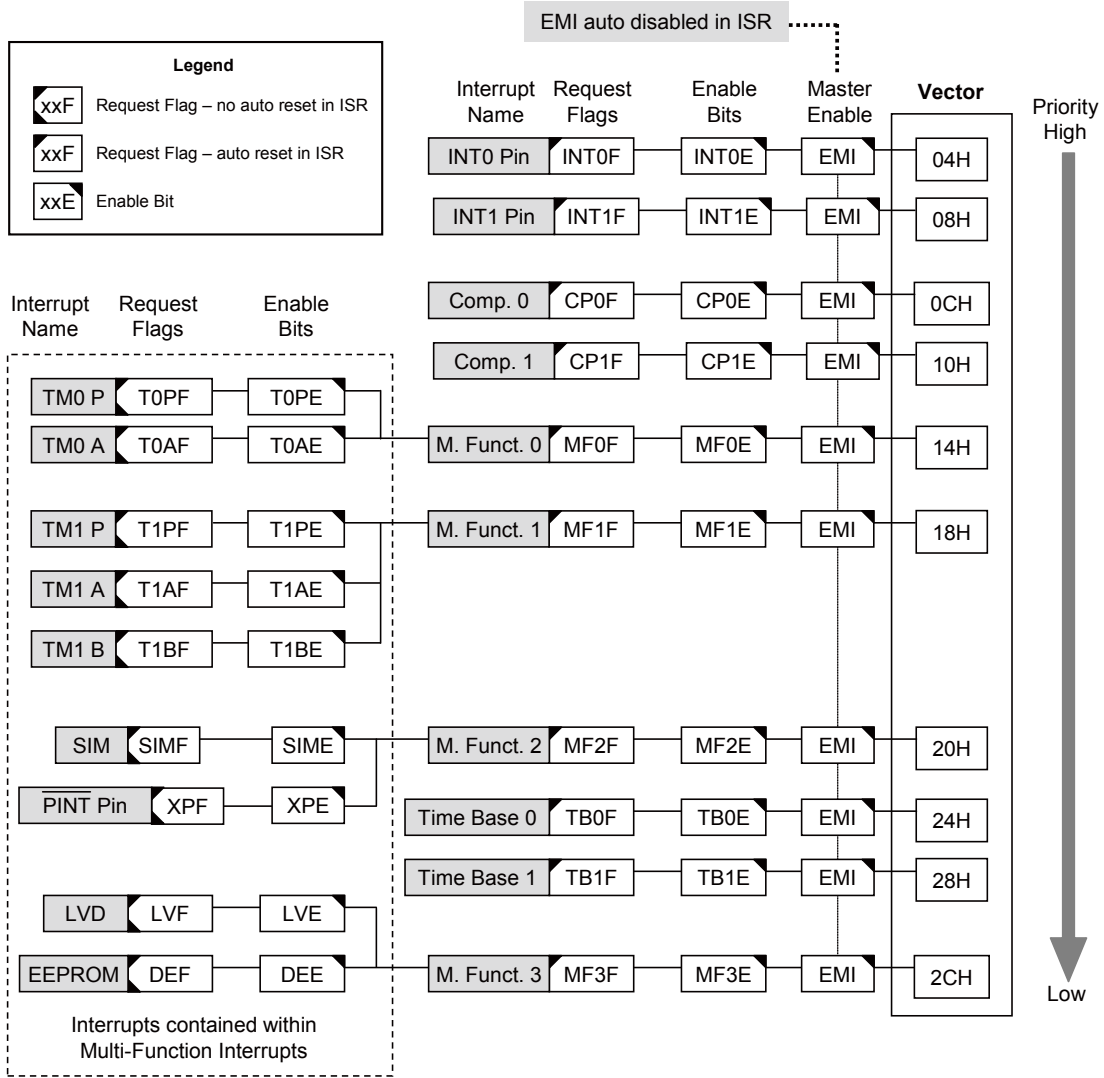 EMI auto disabled in ISR
Legend
xxF Request Flag – no auto reset in ISR
xxF Request Flag – auto reset in ISR
xxE Enable Bit
Interrupt Name Request Flags Enable Bits Master Enable Vector Priority High
INT0 Pin INT0F INT0E EMI 04H
INT1 Pin INT1F INT1E EMI 08H
Comp. 0 CP0F CP0E EMI 0CH
Comp. 1 CP1F CP1E EMI 10H
Interrupt Name Request Flags Enable Bits
TM0 P T0PF T0PE
TM0 A T0AF T0AE M. Funct. 0 MF0F MF0E EMI 14H
TM1 P T1PF T1PE M. Funct. 1 MF1F MF1E EMI 18H
TM1 A T1AF T1AE
TM1 B T1BF T1BE
SIM SIMF SIME M. Funct. 2 MF2F MF2E EMI 20H
PINT Pin XPF XPE
Time Base 0 TB0F TB0E EMI 24H
Time Base 1 TB1F TB1E EMI 28H
LVD LVF LVE
EEPROM DEF DEE M. Funct. 3 MF3F MF3E EMI 2CH
Low
Interrupts contained within
Multi-Function Interrupts